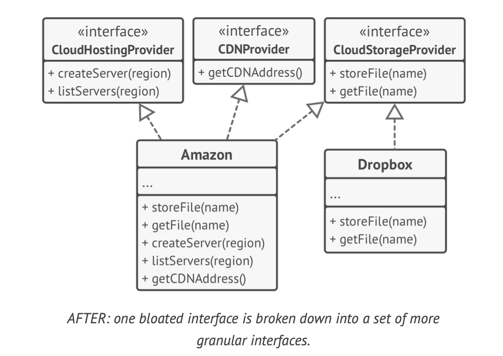 «interface»
CloudHostingProvider
+ createServer(region)
+ listServers(region)
«interface»
CDNProvider
+ getCDNAddress()
«interface»
CloudStorageProvider
+ storeFile(name)
+ getFile(name)
Amazon
...
+ storeFile(name)
+ getFile(name)
+ createServer(region)
+ listServers(region)
+ getCDNAddress()
Dropbox
...
+ storeFile(name)
+ getFile(name)
AFTER: one bloated interface is broken down into a set of more
granular interfaces.